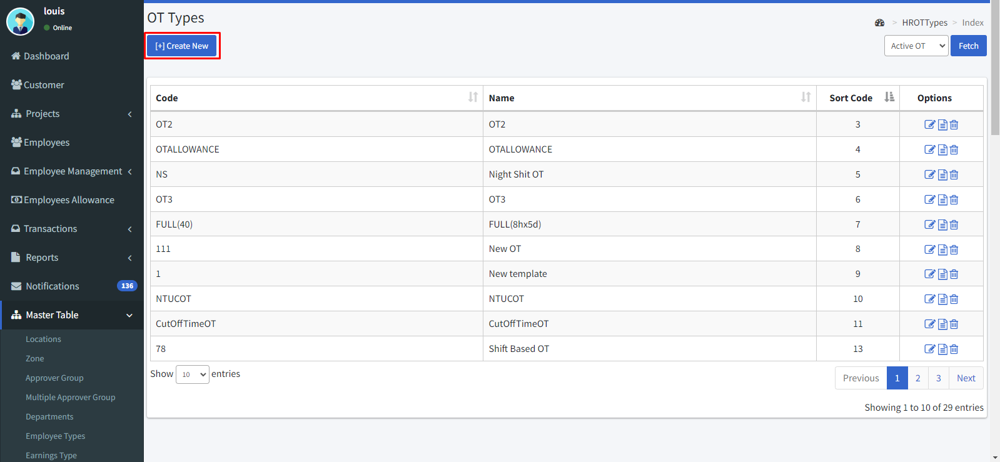 louis
Online
Dashboard
Customer
Projects
Employees
Employee Management
Employees Allowance
Transactions
Reports
Notifications 136
Master Table
Locations
Zone
Approver Group
Multiple Approver Group
Departments
Employee Types
Earnings Type
OT Types
> HROTTypes > Index
[+] Create New
Active OT Fetch
Code Name Sort Code Options
OT2 OT2 3
OTALLOWANCE OTALLOWANCE 4
NS Night Shit OT 5
OT3 OT3 6
FULL(40) FULL(8hx5d) 7
111 New OT 8
1 New template 9
NTUCOT NTUCOT 10
CutOffTimeOT CutOffTimeOT 11
78 Shift Based OT 13
Show 10 entries
Previous 1 2 3 Next
Showing 1 to 10 of 29 entries